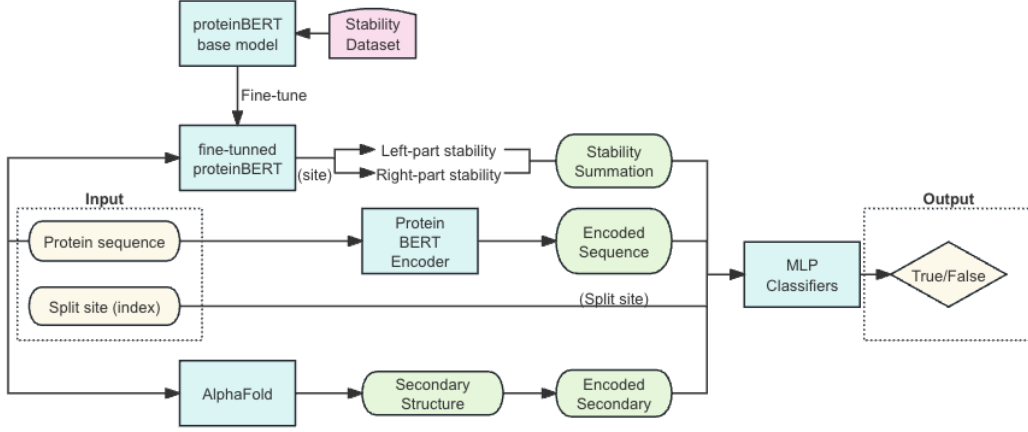 proteinBERT
base model
Stability
Dataset
Fine-tune
fine-tunned
proteinBERT
(site)
Left-part stability
Right-part stability
Stability
Summation
Input
Output
Protein sequence
Protein
BERT
Encoder
Encoded
Sequence
MLP
Classifiers
True/False
Split site (index)
(Split site)
AlphaFold
Secondary
Structure
Encoded
Secondary